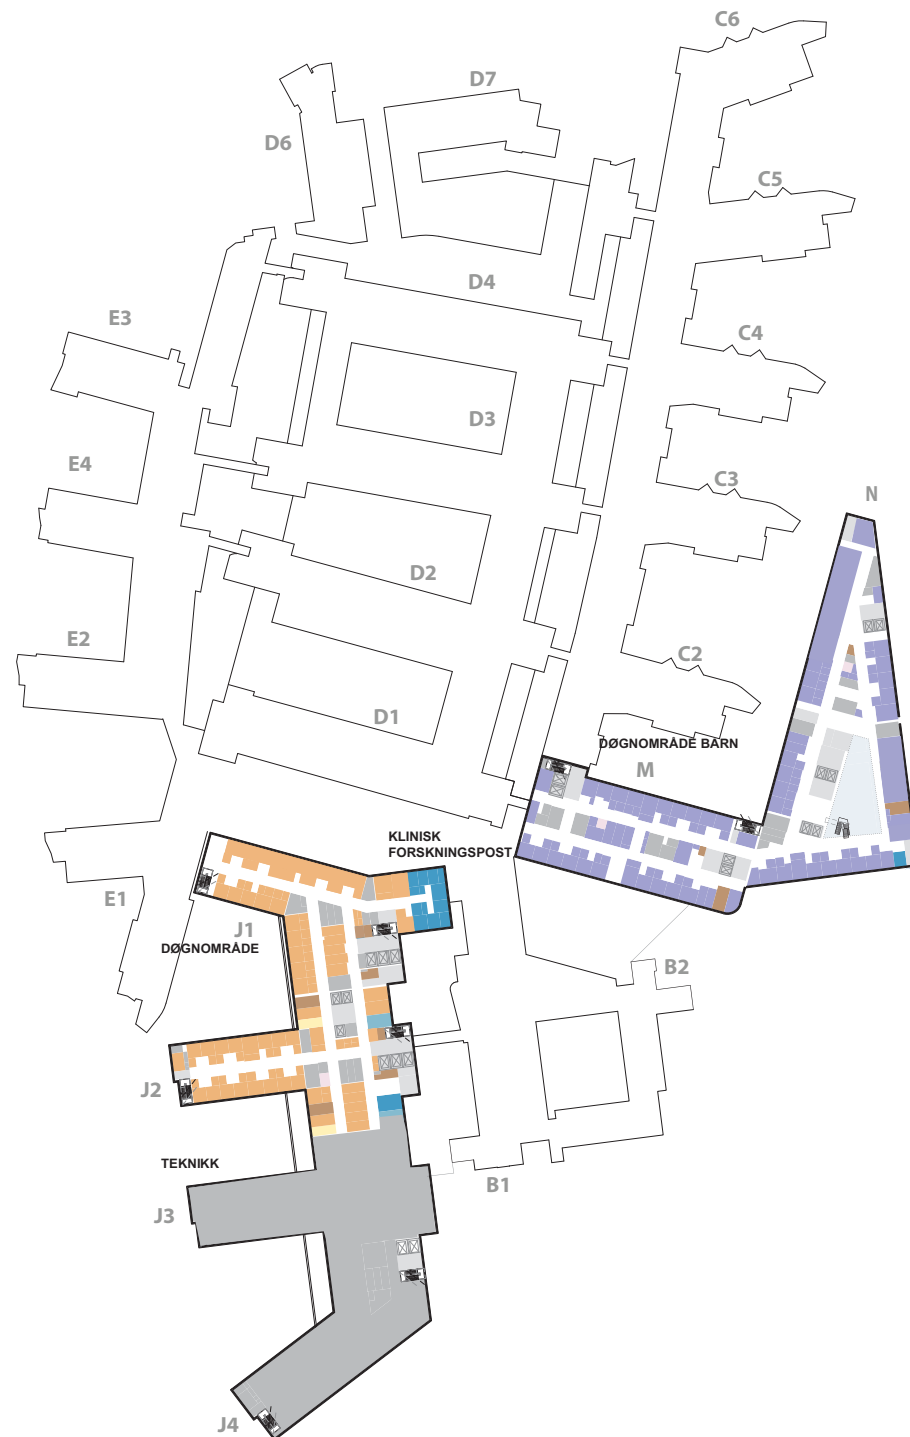 C6
D7
D6
C5
D4
E3
C4
D3
E4
C3
N
D2
E2
C2
D1
DØGNOMRÅDE BARN
M
KLINISK
FORSKNINGSPOST
E1
J1
DØGNOMRÅDE
B2
J2
TEKNIKK
B1
J3
J4